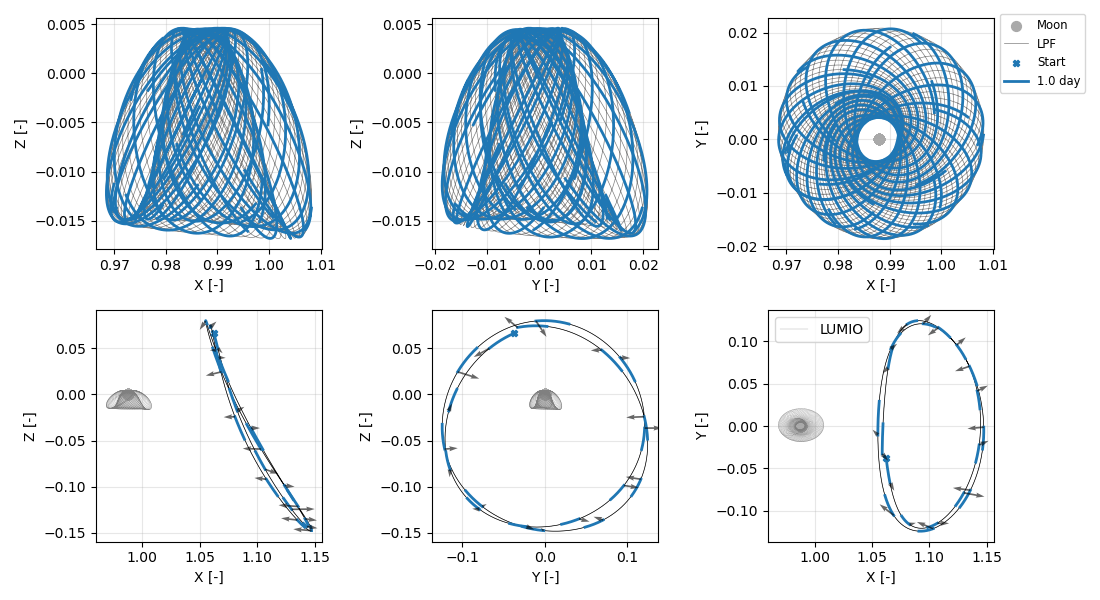 0.005
0.000
−0.005
−0.010
−0.015
Z [-]
0.97 0.98 0.99 1.00 1.01
X [-]
0.005
0.000
−0.005
−0.010
−0.015
Z [-]
−0.02 −0.01 0.00 0.01 0.02
Y [-]
0.02
0.01
0.00
−0.01
−0.02
Y [-]
0.97 0.98 0.99 1.00 1.01
X [-]
Moon
LPF
Start
1.0 day
0.05
0.00
−0.05
−0.10
−0.15
Z [-]
1.00 1.05 1.10 1.15
X [-]
0.05
0.00
−0.05
−0.10
−0.15
Z [-]
−0.1 0.0 0.1
Y [-]
LUMIO
0.10
0.05
0.00
−0.05
−0.10
Y [-]
1.00 1.05 1.10 1.15
X [-]